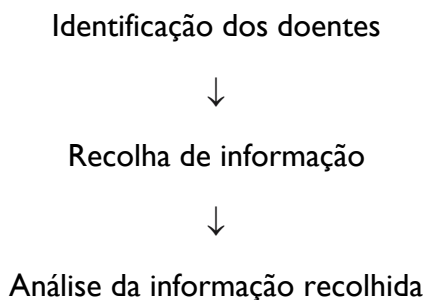 Identificação dos doentes
↓
Recolha de informação
↓
Análise da informação recolhida